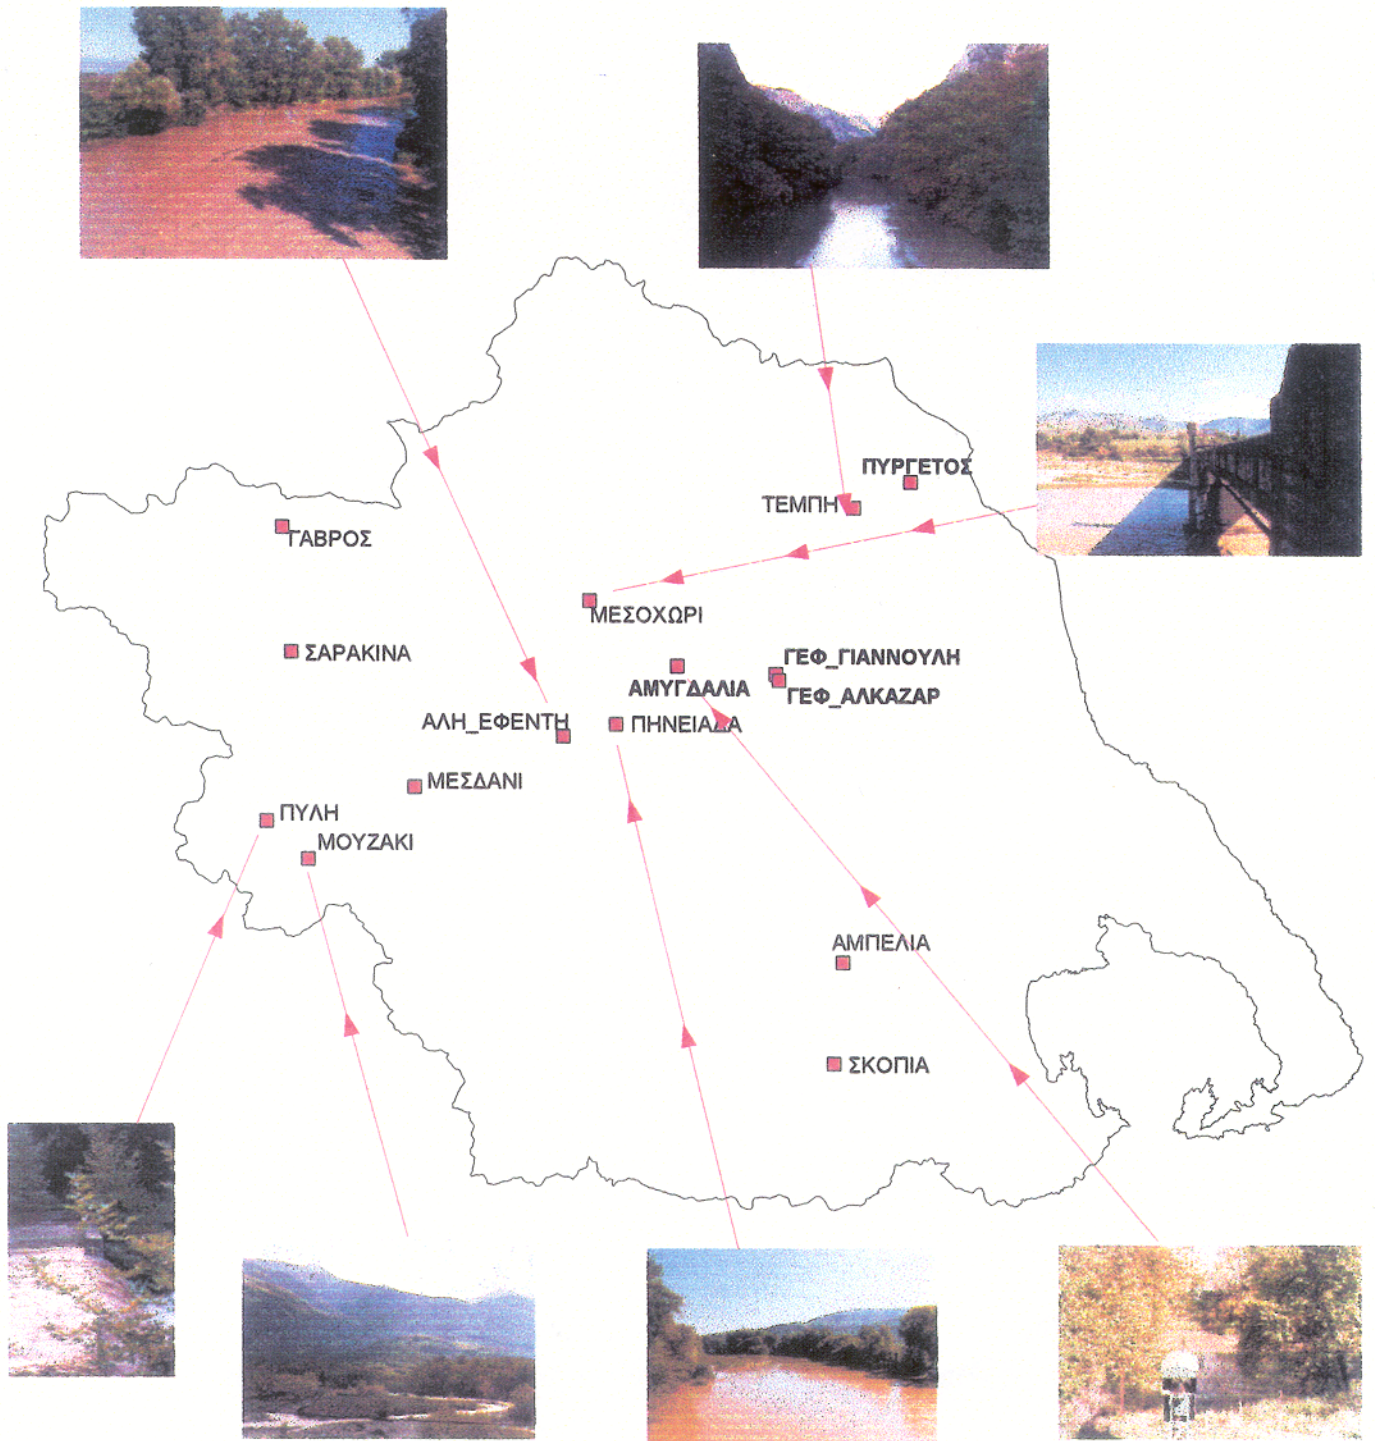 ΠΥΡΓΕΤΟΣ
ΤΕΜΠΗ
ΓΑΒΡΟΣ
ΜΕΣΟΧΩΡΙ
ΣΑΡΑΚΙΝΑ
ΓΕΦ_ΓΙΑΝΝΟΥΛΗ
ΑΜΥΓΔΑΛΙΑ
ΓΕΦ_ΑΛΚΑΖΑΡ
ΑΛΗ_ΕΦΕΝΤΗ
ΠΗΝΕΙΑΔΑ
ΜΕΣΔΑΝΙ
ΠΥΛΗ
ΜΟΥΖΑΚΙ
ΑΜΠΕΛΙΑ
ΣΚΟΠΙΑ